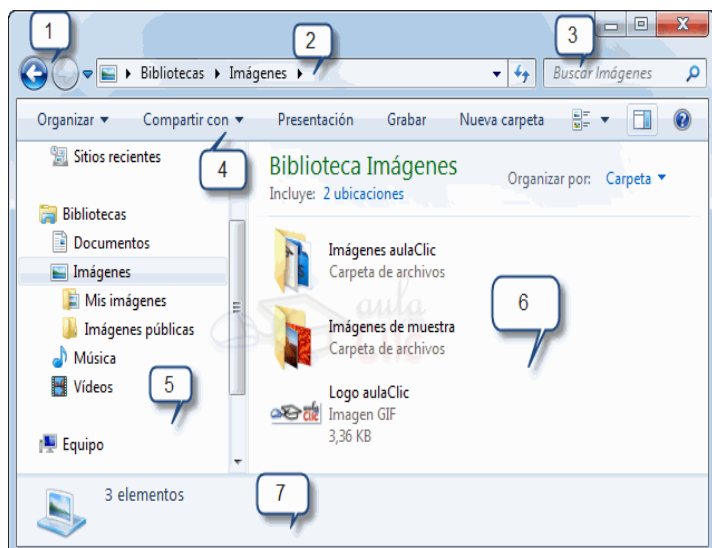 1
2
3
Bibliotecas Imágenes
Buscar Imágenes
Organizar Compartir con Presentación Grabar Nueva carpeta
4
Sitios recientes
Bibliotecas
Documentos
Imágenes
Mis imágenes
Imágenes públicas
Música
Vídeos
5
Equipo
Biblioteca Imágenes
Incluye: 2 ubicaciones
Organizar por: Carpeta
Imágenes aulaClic
Carpeta de archivos
6
Imágenes de muestra
Carpeta de archivos
aula
clic
Logo aulaClic
Imagen GIF
3,36 KB
clic
3 elementos
7